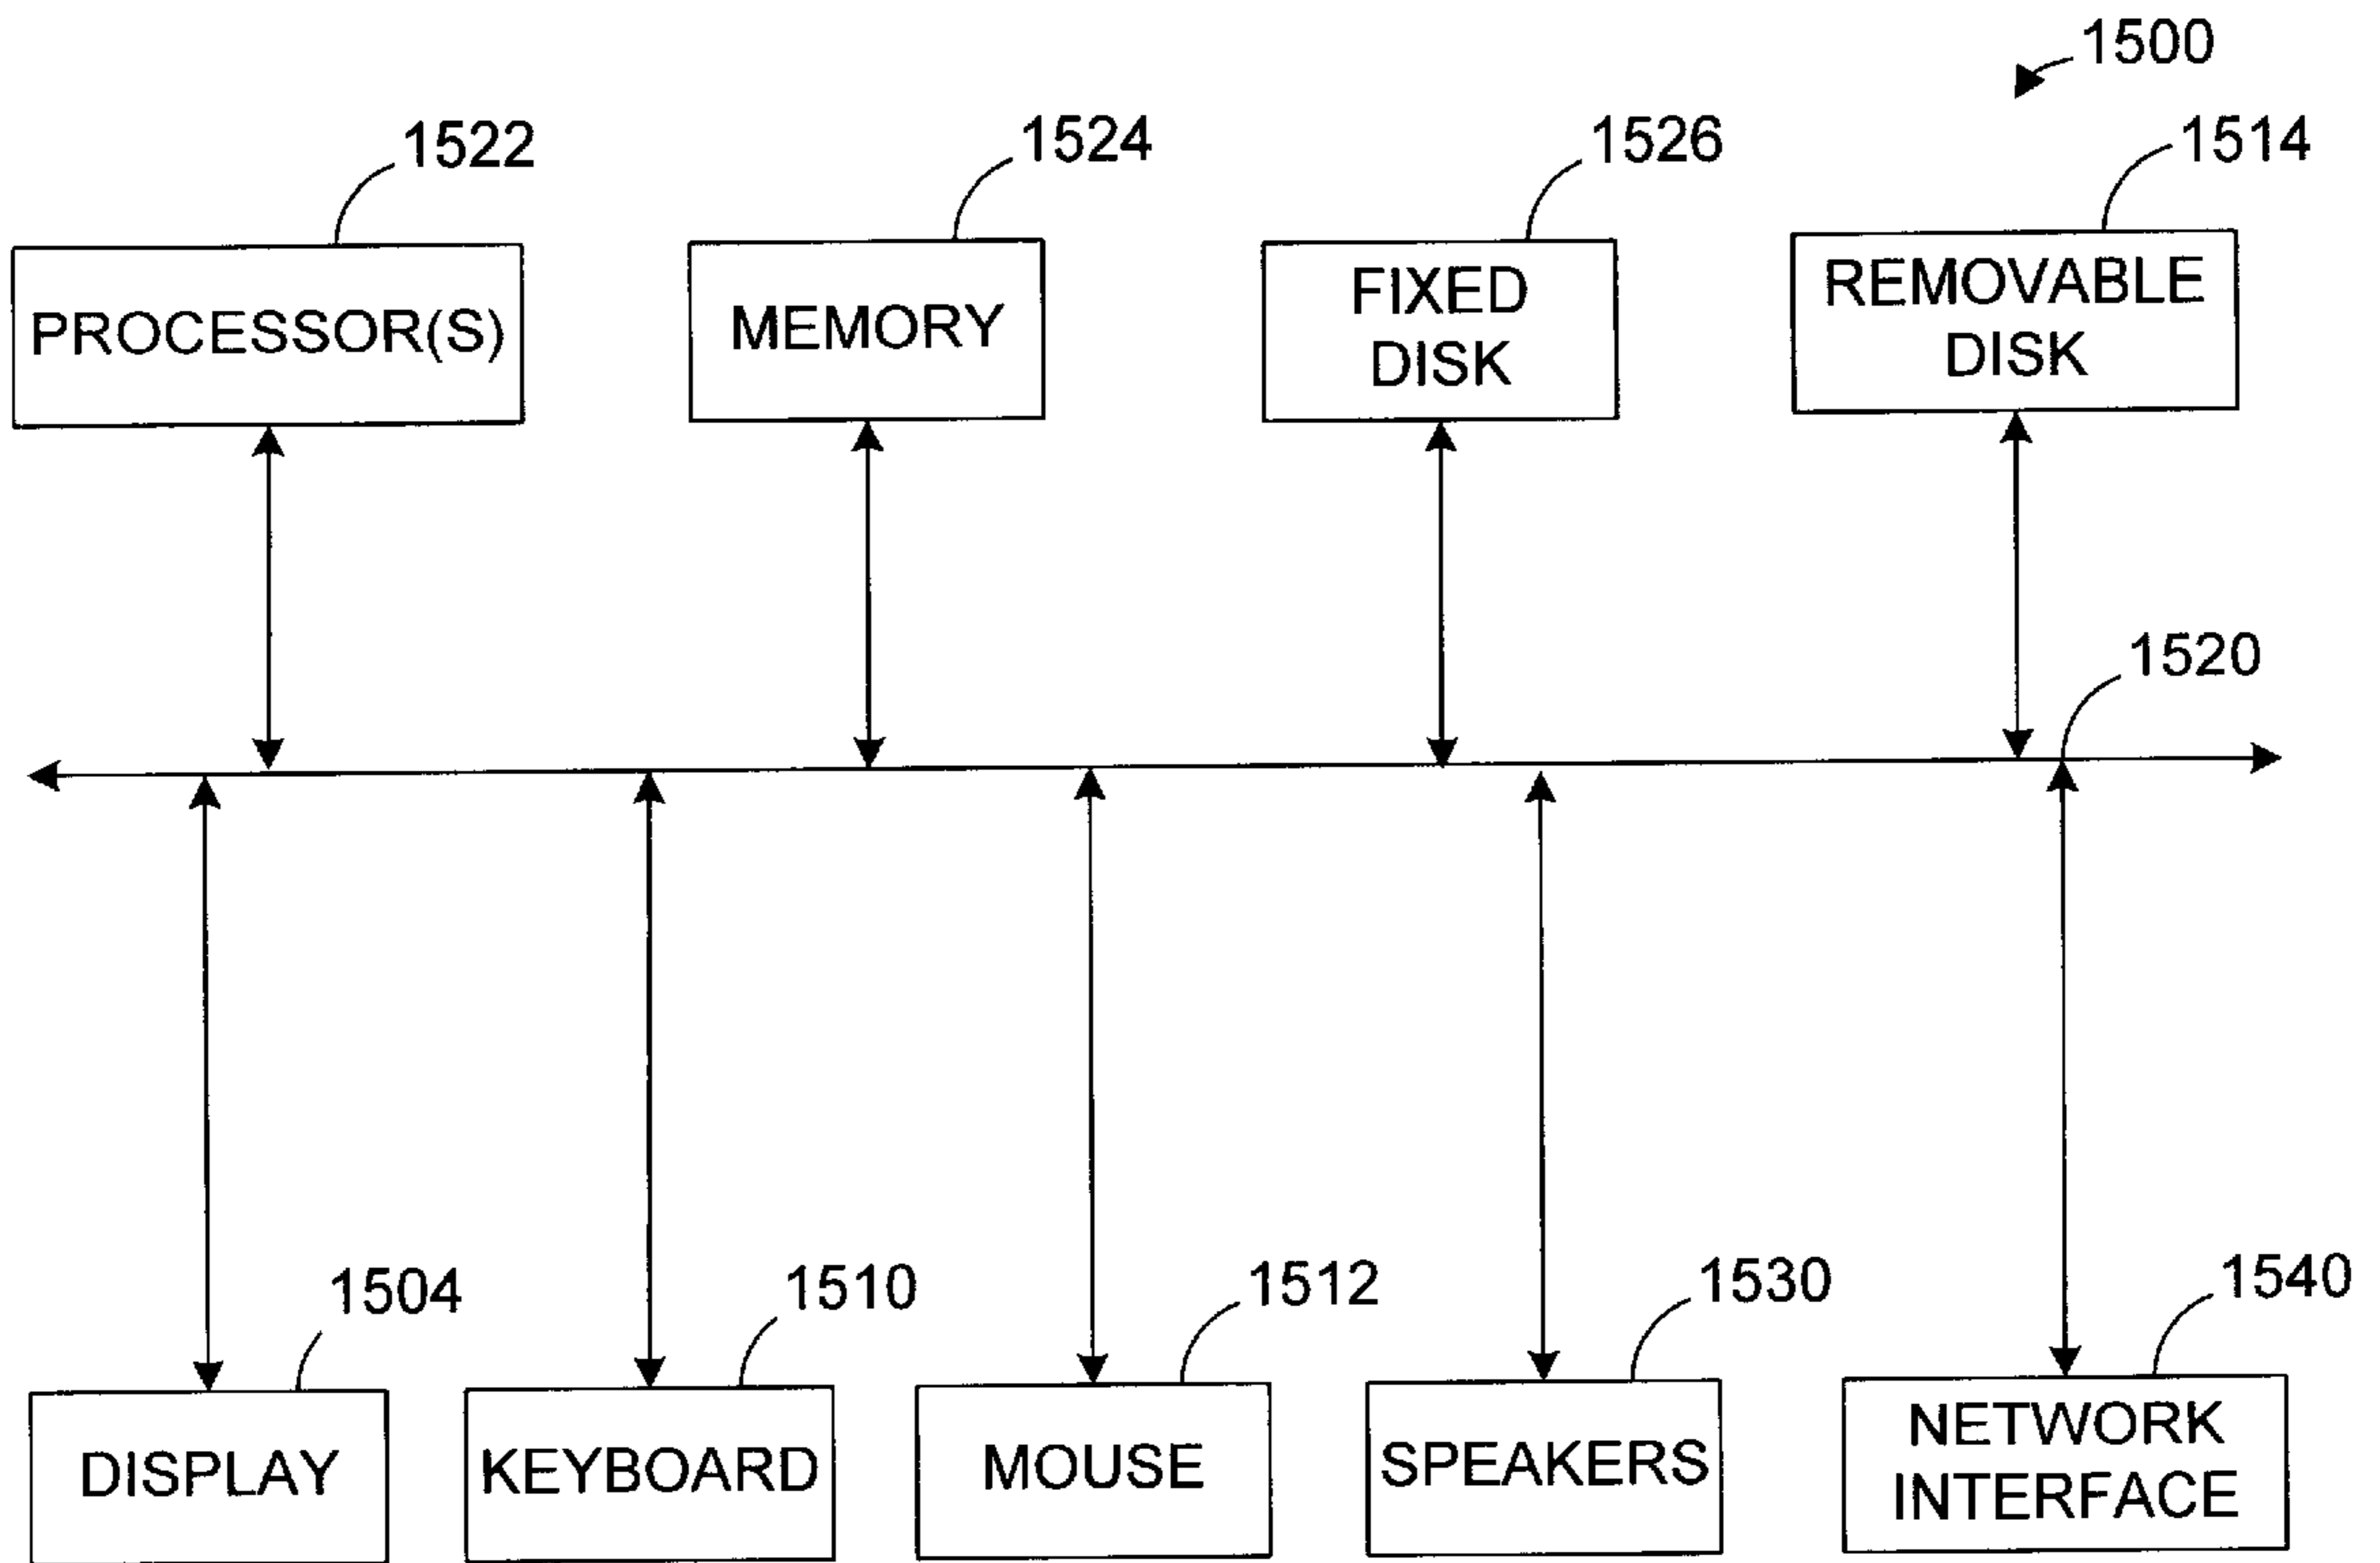 1500
1522
1524
1526
1514
PROCESSOR(S)
MEMORY
FIXED
DISK
REMOVABLE
DISK
1520
1504
1510
1512
1530
1540
DISPLAY
KEYBOARD
MOUSE
SPEAKERS
NETWORK
INTERFACE